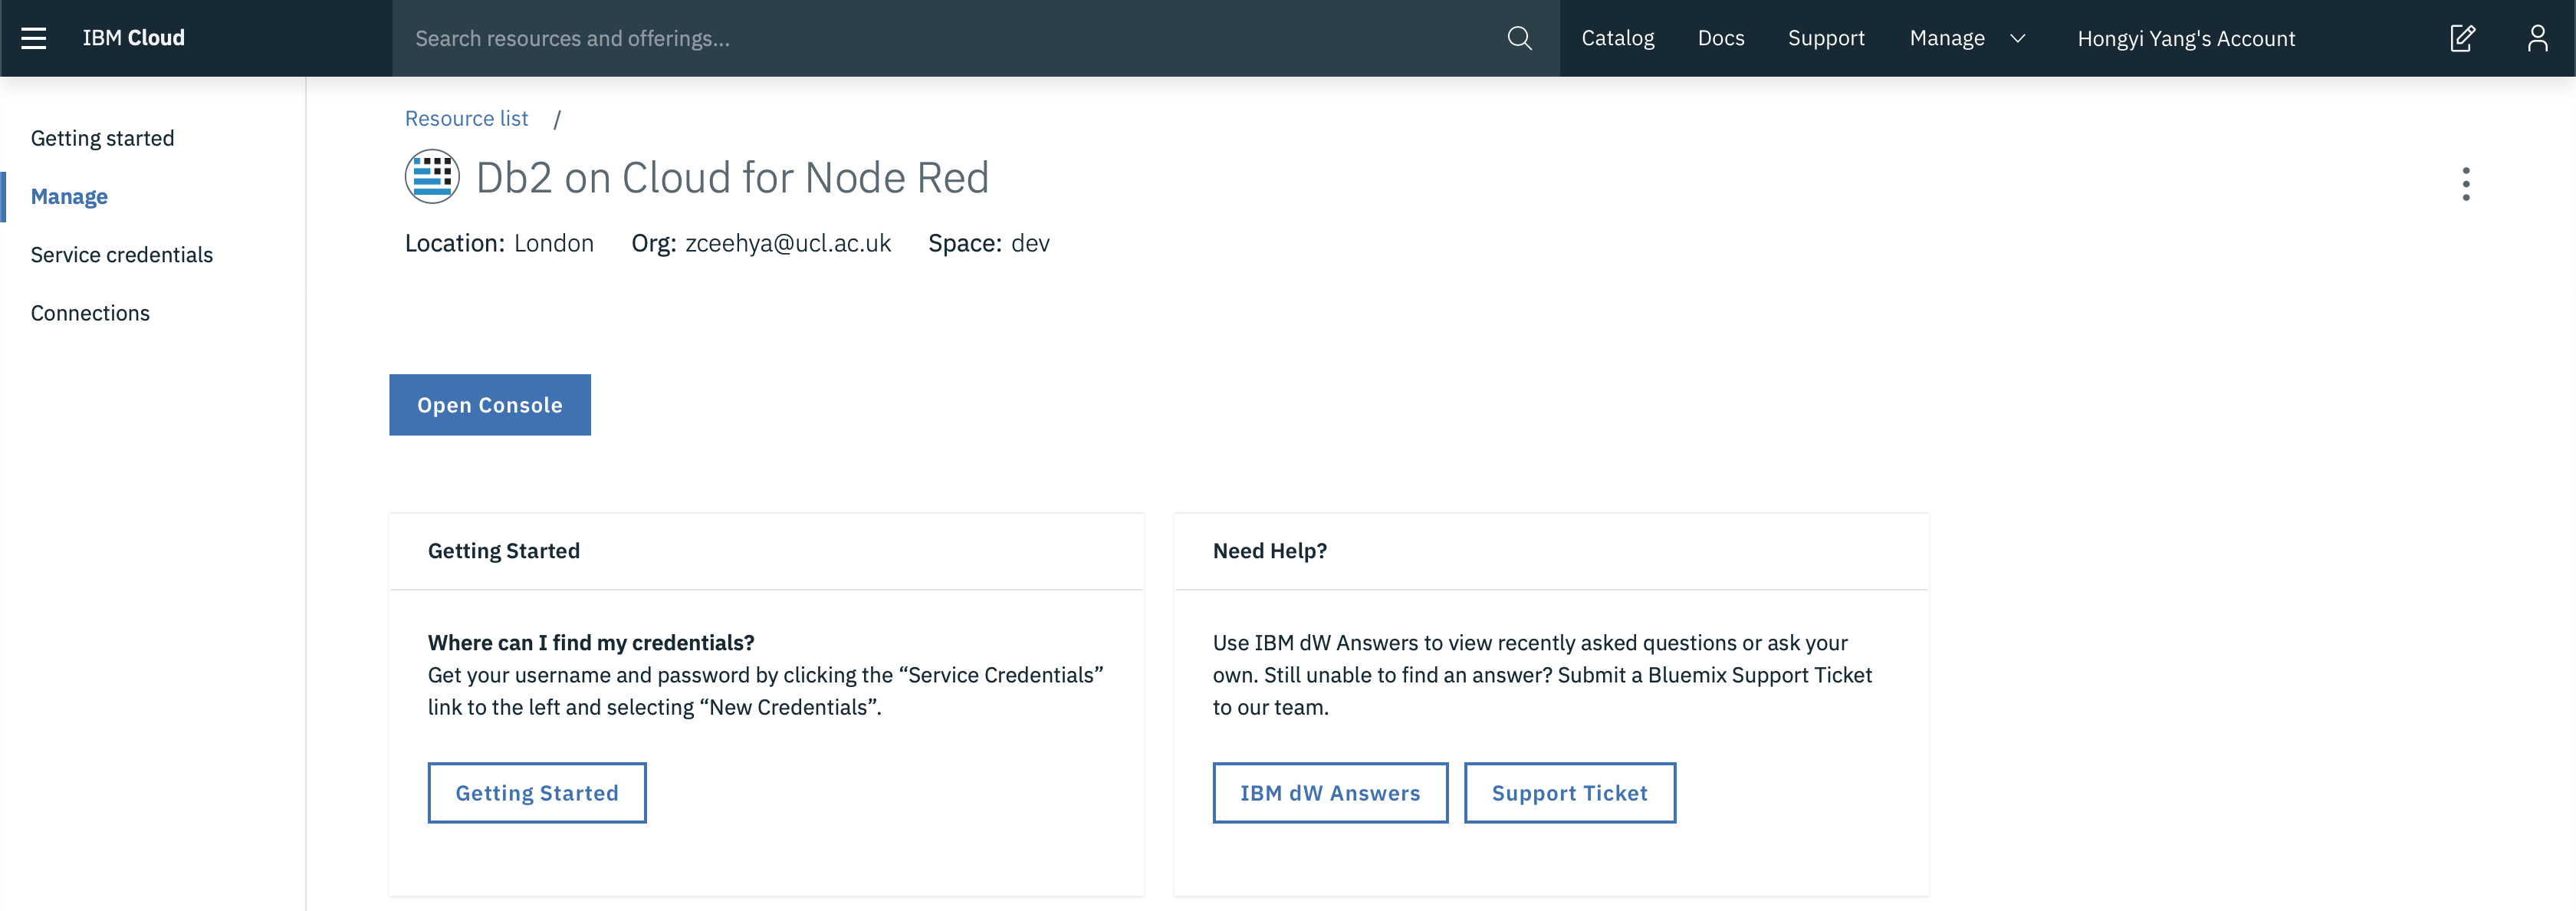 IBM Cloud
Search resources and offerings...
Catalog
Docs
Support
Manage
Hongyi Yang's Account
Getting started
Manage
Service credentials
Connections
Resource list /
Db2 on Cloud for Node Red
Location: London Org: zceehya@ucl.ac.uk Space: dev
Open Console
Getting Started
Where can I find my credentials?
Get your username and password by clicking the “Service Credentials”
link to the left and selecting “New Credentials”.
Getting Started
Need Help?
Use IBM dW Answers to view recently asked questions or ask your
own. Still unable to find an answer? Submit a Bluemix Support Ticket
to our team.
IBM dW Answers
Support Ticket